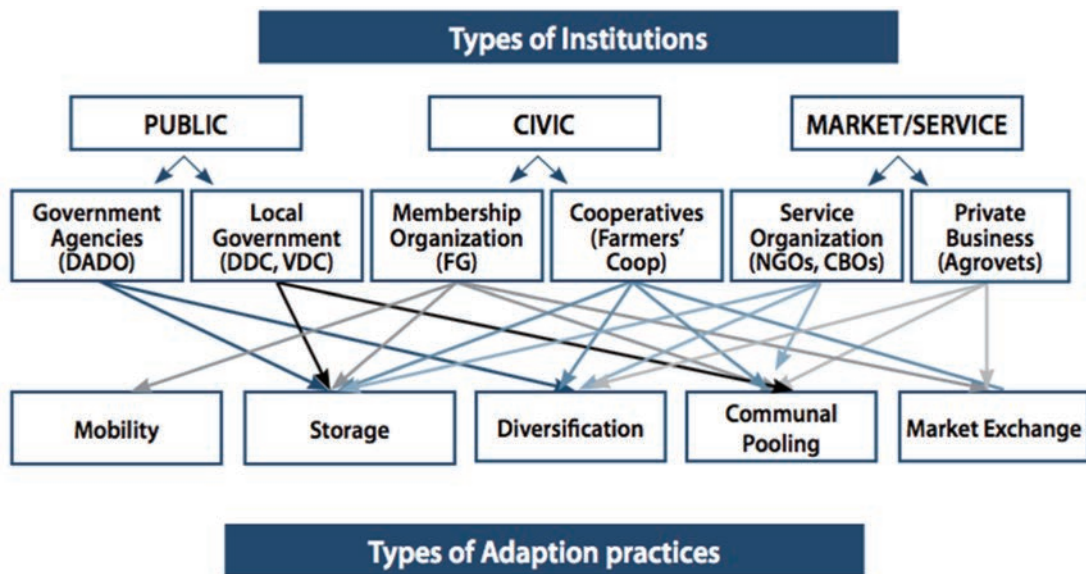 Types of Institutions
PUBLIC
CIVIC
MARKET/SERVICE
Government
Agencies
(DADO)
Local
Government
(DDC, VDC)
Membership
Organization
(FG)
Cooperatives
(Farmers'
Coop)
Service
Organization
(NGOs, CBOs)
Private
Business
(Agrovets)
Mobility
Storage
Diversification
Communal
Pooling
Market Exchange
Types of Adaption practices